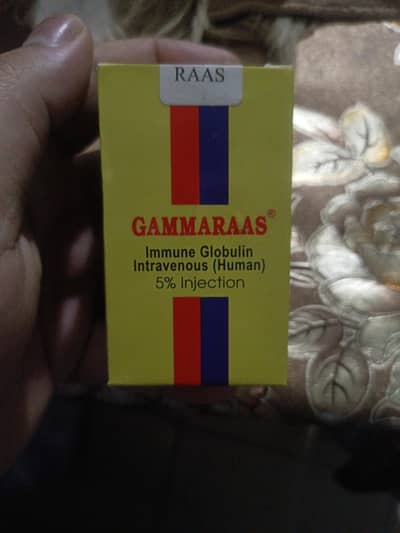 RAAS
GAMMARAAS®
Immune Globulin
Intravenous (Human)
5% Injection